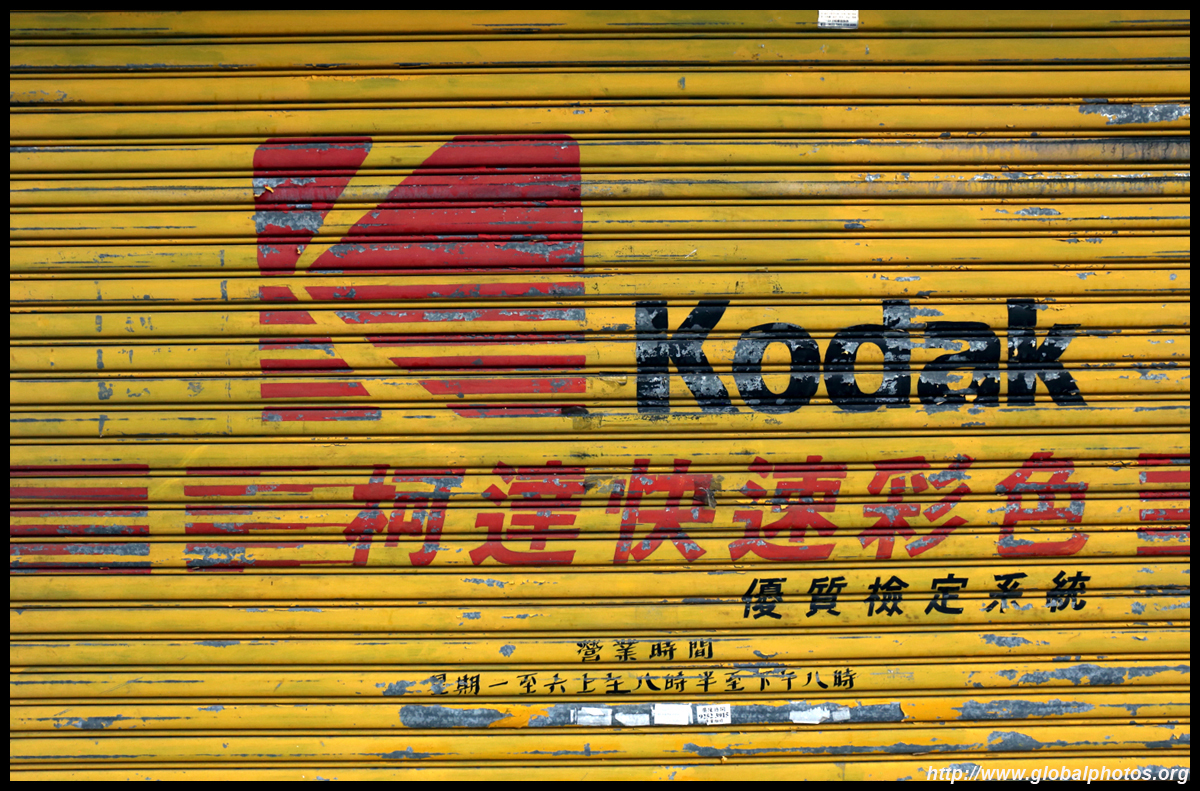 Kodak
柯達快速彩色
優質檢定系統
營業時間
星期一至六上午八時半至下午八時
http://www.globalphotos.org